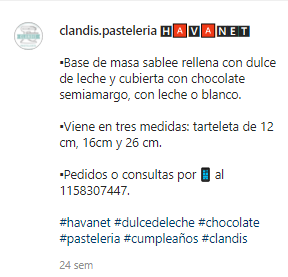 clandis.pasteleria 🅷🅰🆅🅰🅽🅴🆃
▪Base de masa sablee rellena con dulce
de leche y cubierta con chocolate
semiamargo, con leche o blanco.
▪Viene en tres medidas: tarteleta de 12
cm, 16cm y 26 cm.
▪Pedidos o consultas por 📱 al
1158307447.
#havanet #dulcedeleche #chocolate
#pasteleria #cumpleaños #clandis
24 sem